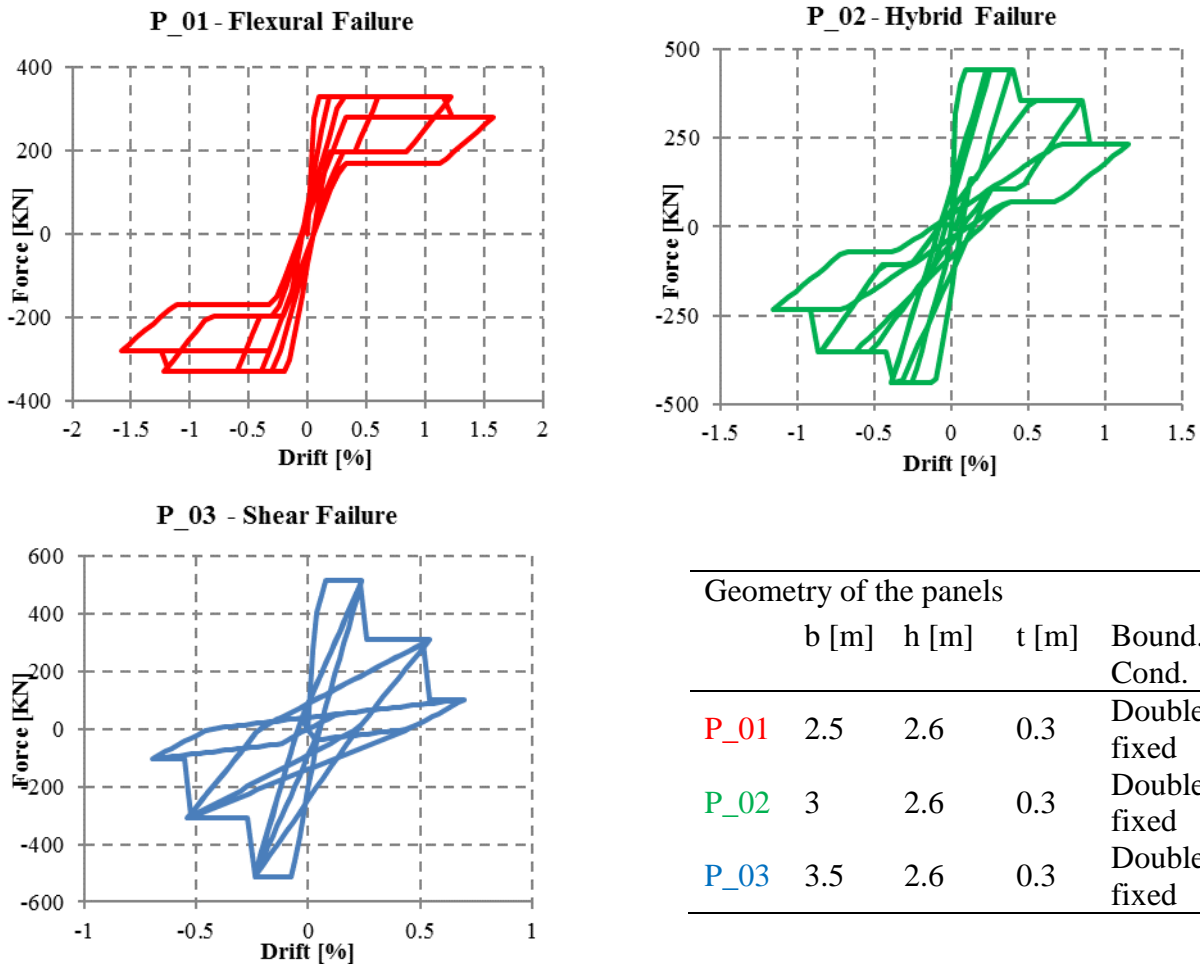 P_01 - Flexural Failure
400
200
0
-200
-400
Force [KN]
-2 -1.5 -1 -0.5 0 0.5 1 1.5 2
Drift [%]
P_02 - Hybrid Failure
500
250
0
-250
-500
Force [KN]
-1.5 -1 -0.5 0 0.5 1 1.5
Drift [%]
P_03 - Shear Failure
600
400
200
0
-200
-400
-600
Force [KN]
-1 -0.5 0 0.5 1
Drift [%]
Geometry of the panels
b [m] h [m] t [m] Bound.
Cond.
P_01 2.5 2.6 0.3 Double
fixed
P_02 3 2.6 0.3 Double
fixed
P_03 3.5 2.6 0.3 Double
fixed